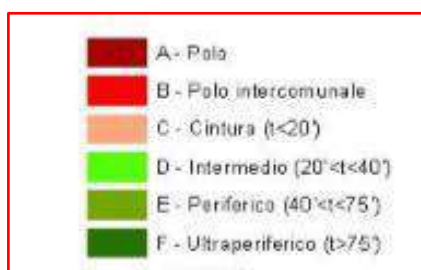 A - Polo
B - Polo intercomunale
C - Cintura (t<20')
D - Intermedio (20'<t<40')
E - Periferico (40'<t<75')
F - Ultraperiferico (t>75')